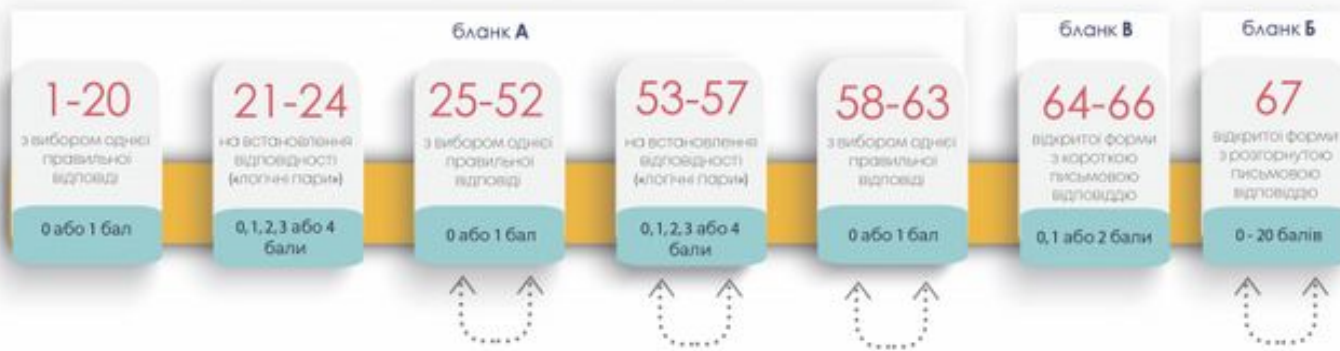 бланк А
бланк В
бланк Б
1-20
з вибором однієї
правильної
відповіді
0 або 1 бал
21-24
на встановлення
відповідності
(«логічні пари»)
0, 1, 2, 3 або 4
бали
25-52
з вибором однієї
правильної
відповіді
0 або 1 бал
53-57
на встановлення
відповідності
(«логічні пари»)
0, 1, 2, 3 або 4
бали
58-63
з вибором однієї
правильної
відповіді
0 або 1 бал
64-66
відкритої форми
з короткою
письмовою
відповіддю
0, 1 або 2 бали
67
відкритої форми
з розгорнутою
письмовою
відповіддю
0 - 20 балів